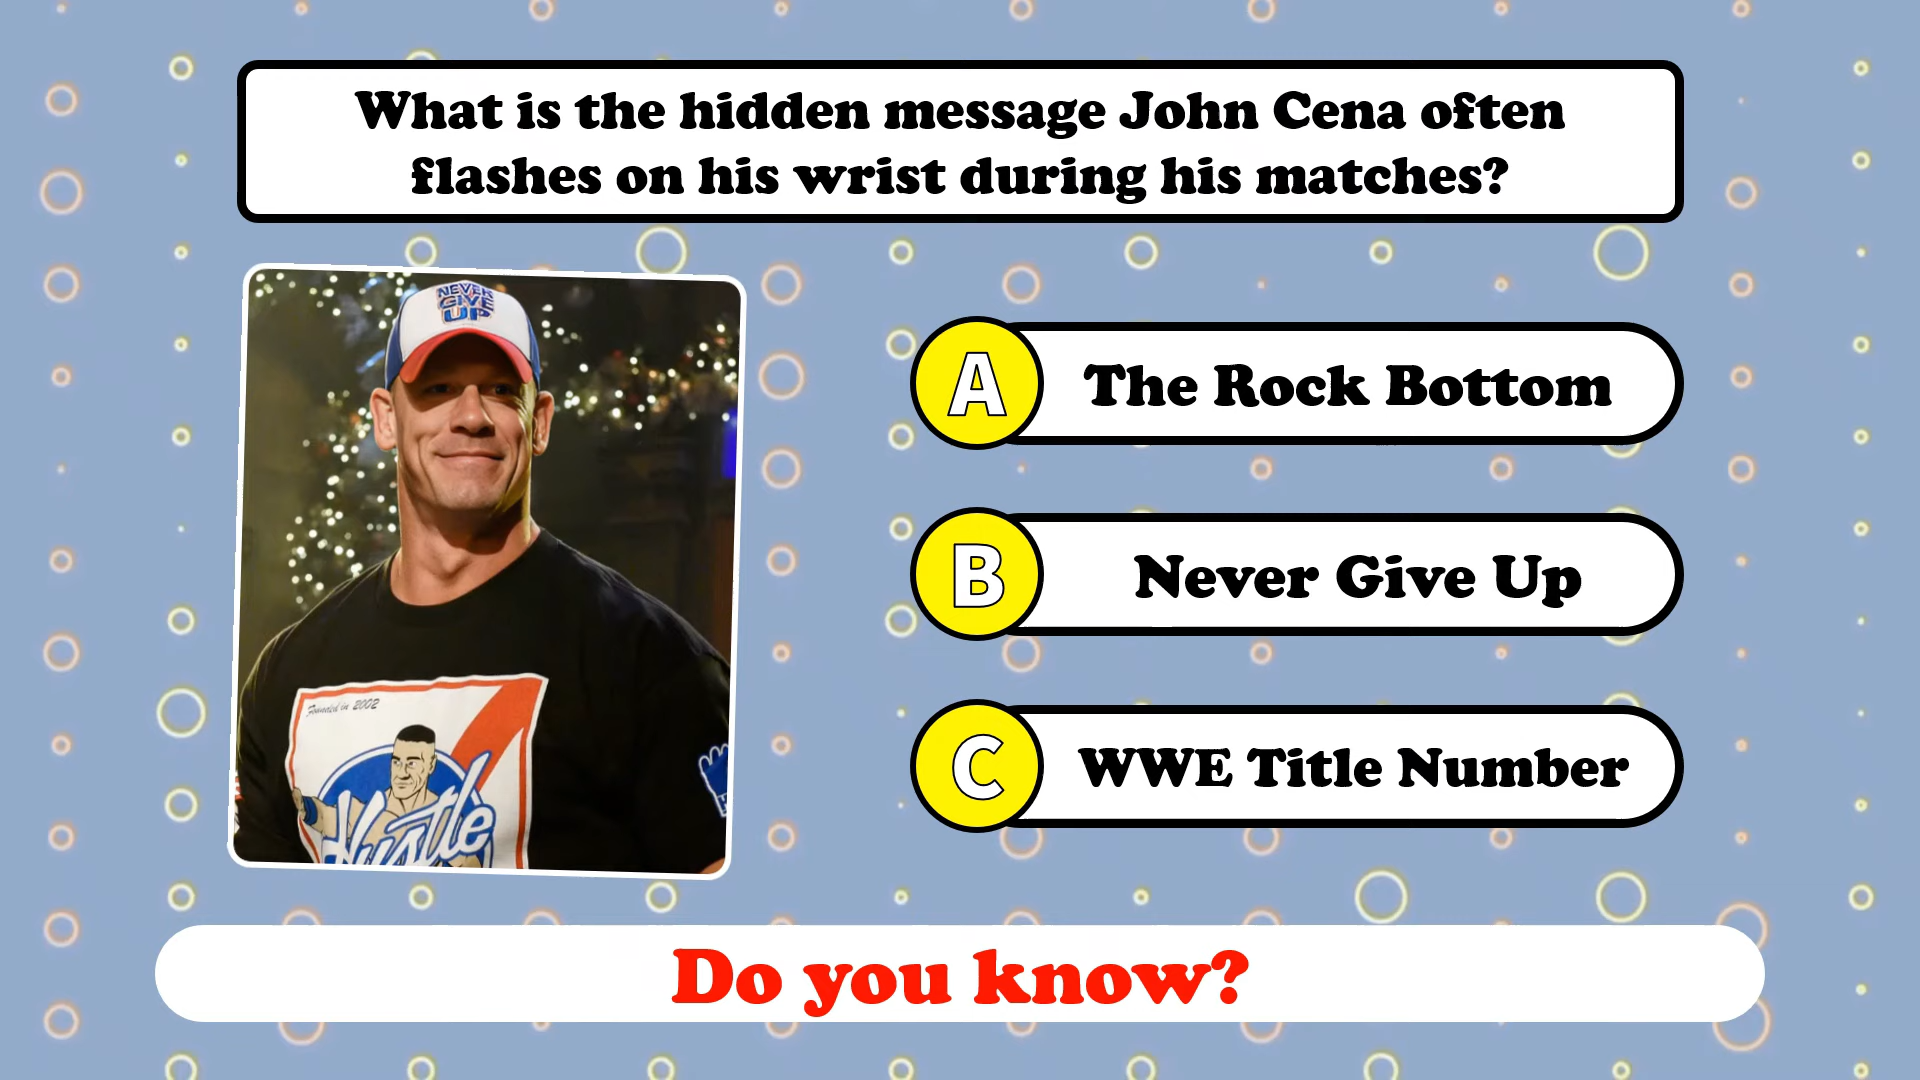 What is the hidden message John Cena often
flashes on his wrist during his matches?
NEVER
GIVE
UP
Founded in 2002
Hustle
A
The Rock Bottom
B
Never Give Up
C
WWE Title Number
Do you know?